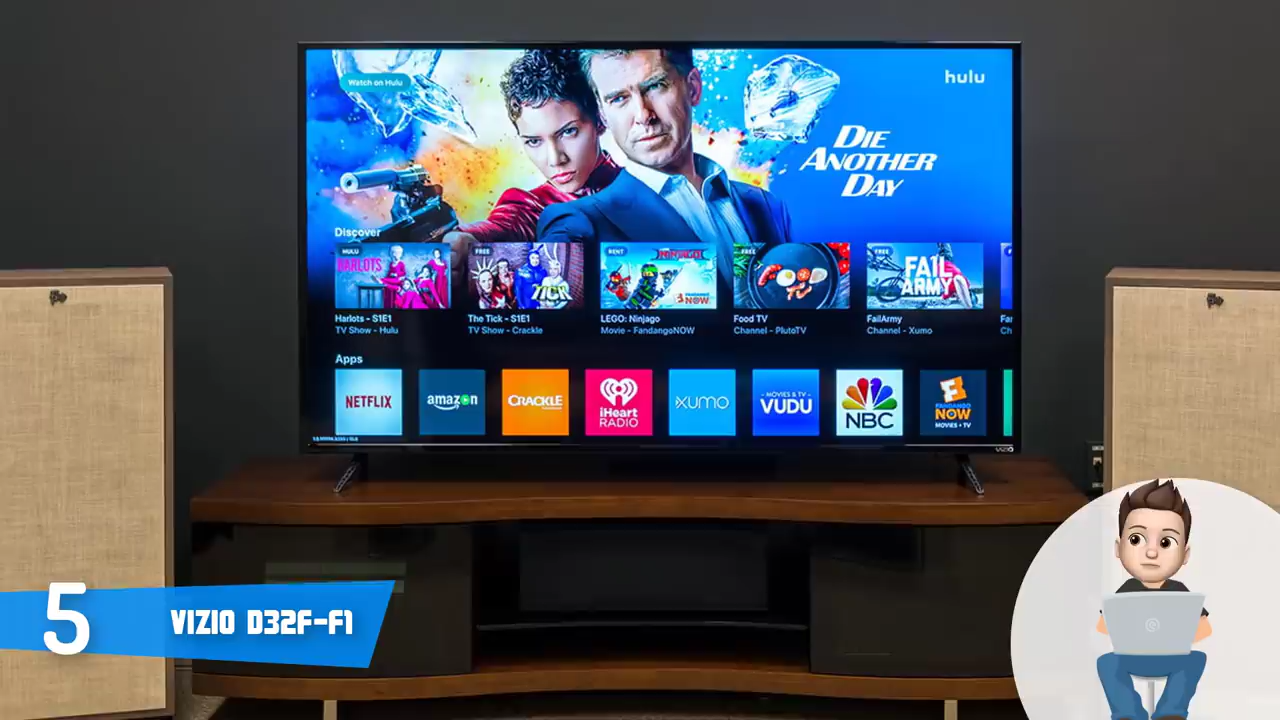 Watch on Hulu
hulu
DIE
ANOTHER
DAY
Discover
HULU
HARLOTS
FREE
TICK
RENT
NINJAGO
FANDANGO
NOW
FREE
FREE
FAIL
ARMY
Harlots - S1E1
TV Show - Hulu
The Tick - S1E1
TV Show - Crackle
LEGO: Ninjago
Movie - FandangoNOW
Food TV
Channel - PlutoTV
FailArmy
Channel - Xumo
Apps
NETFLIX
amazon
CRACKLE
iHeart
RADIO
XUMO
MOVIES & TV
VUDU
NBC
FANDANGO
NOW
MOVIES + TV
VIZIO
5
VIZIO D32F-F1